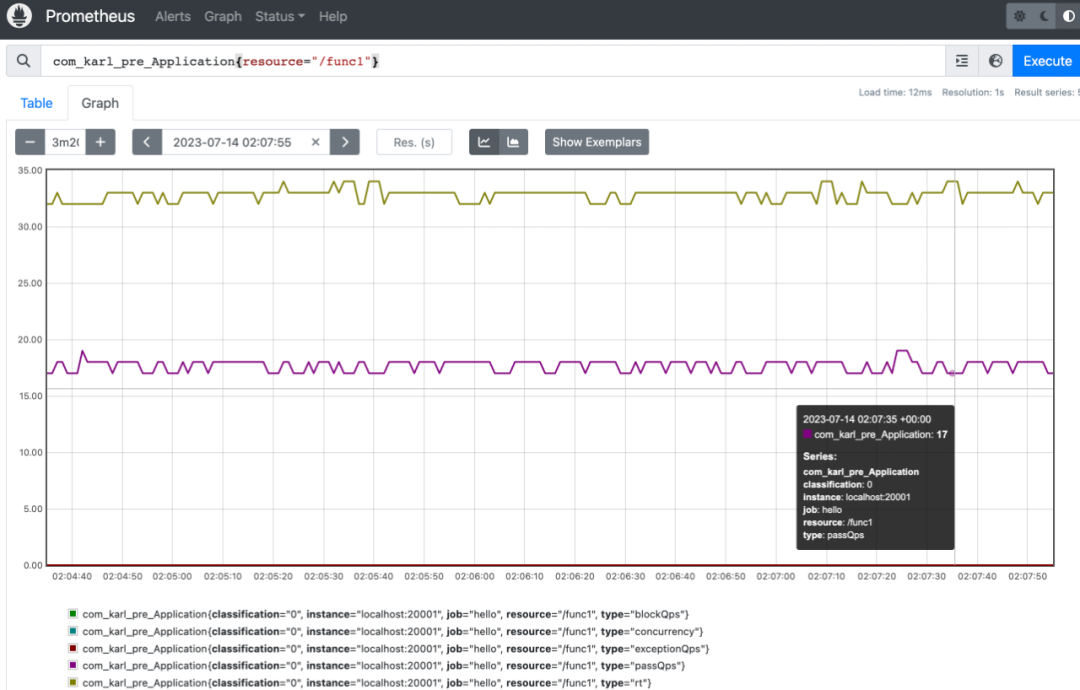 Prometheus Alerts Graph Status Help
com_karl_pre_Application{resource="/func1"}
Execute
Load time: 12ms Resolution: 1s Result series:
Table Graph
3m20 2023-07-14 02:07:55 Res. (s) Show Exemplars
35.00
30.00
25.00
20.00
15.00
10.00
5.00
0.00
2023-07-14 02:07:35 +00:00
com_karl_pre_Application: 17
Series:
com_karl_pre_Application
classification: 0
instance: localhost:20001
job: hello
resource: /func1
type: passQps
02:04:40 02:04:50 02:05:00 02:05:10 02:05:20 02:05:30 02:05:40 02:05:50 02:06:00 02:06:10 02:06:20 02:06:30 02:06:40 02:06:50 02:07:00 02:07:10 02:07:20 02:07:30 02:07:40 02:07:50
com_karl_pre_Application{classification="0", instance="localhost:20001", job="hello", resource="/func1", type="blockQps"}
com_karl_pre_Application{classification="0", instance="localhost:20001", job="hello", resource="/func1", type="concurrency"}
com_karl_pre_Application{classification="0", instance="localhost:20001", job="hello", resource="/func1", type="exceptionQps"}
com_karl_pre_Application{classification="0", instance="localhost:20001", job="hello", resource="/func1", type="passQps"}
com_karl_pre_Application{classification="0", instance="localhost:20001", job="hello", resource="/func1", type="rt"}